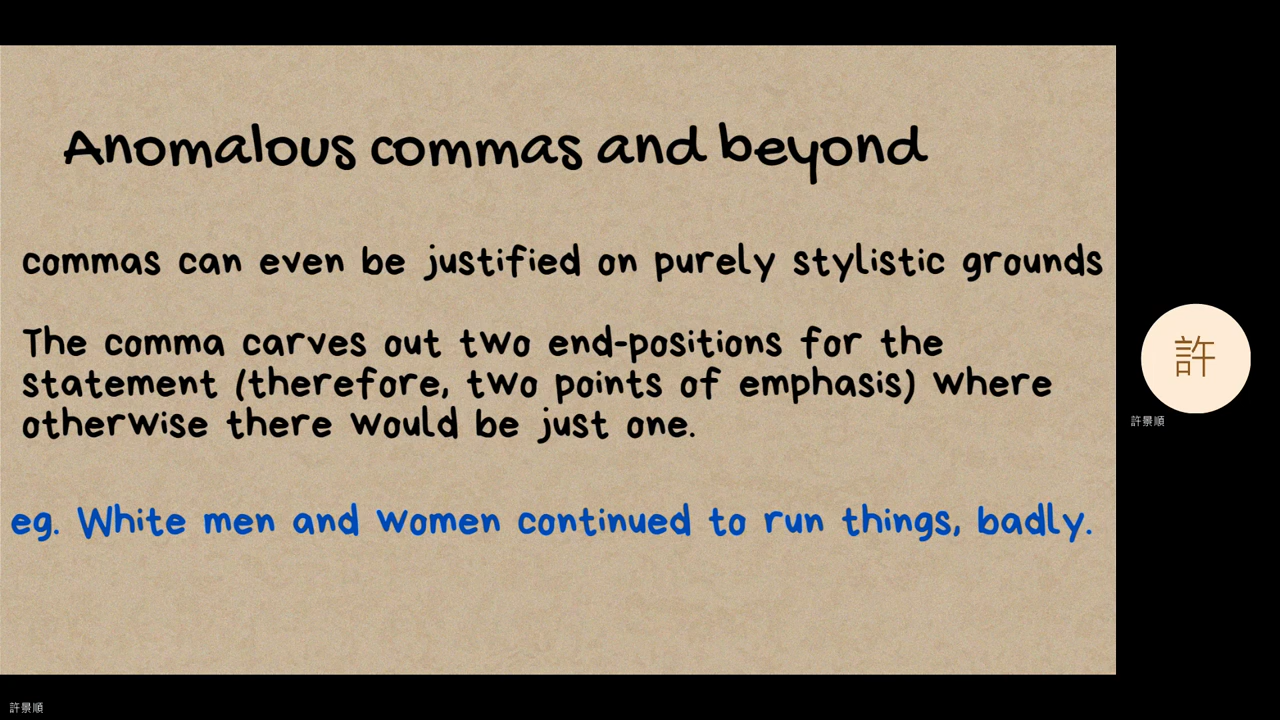 Anomalous commas and beyond
commas can even be justified on purely stylistic grounds
The comma carves out two end-positions for the
statement (therefore, two points of emphasis) where
otherwise there would be just one.
eg. White men and women continued to run things, badly.
許
許景順
許景順